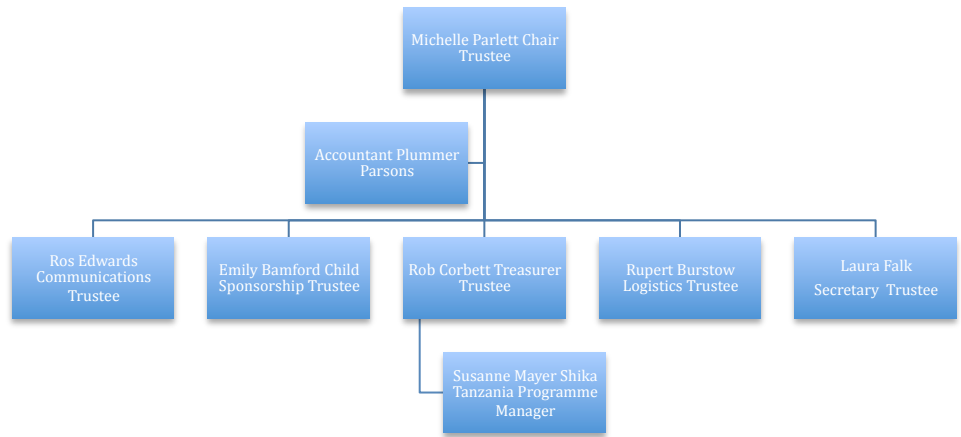 Michelle Parlett Chair
Trustee
Accountant Plummer
Parsons
Ros Edwards
Communications
Trustee
Emily Bamford Child
Sponsorship Trustee
Rob Corbett Treasurer
Trustee
Rupert Burstow
Logistics Trustee
Laura Falk
Secretary Trustee
Susanne Mayer Shika
Tanzania Programme
Manager